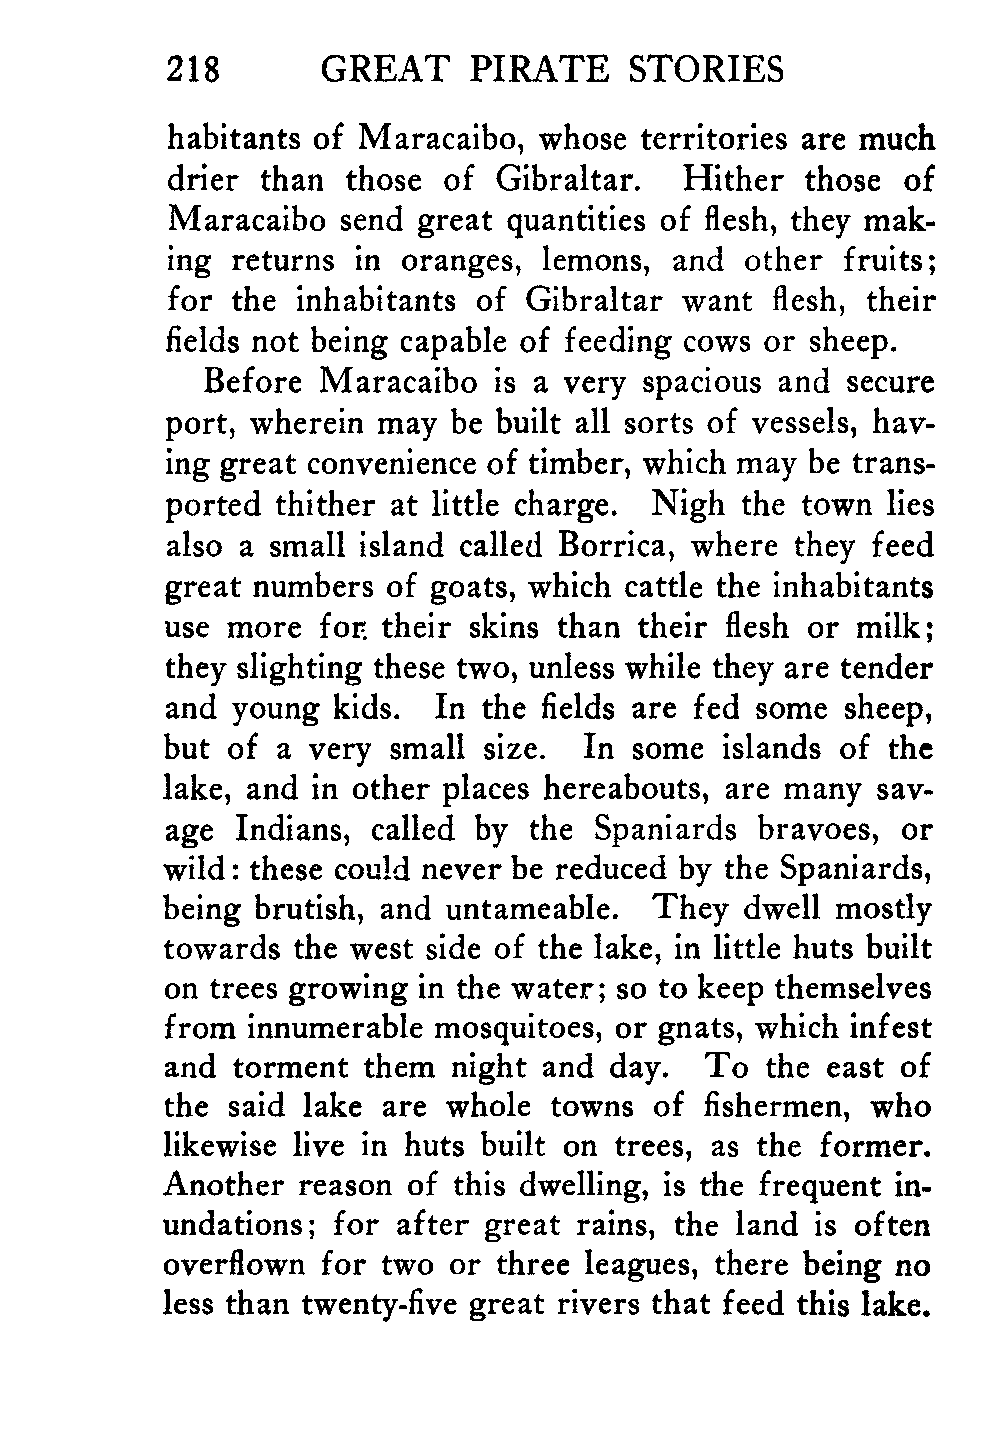 218 GREAT PIRATE STORIES
habitants of Maracaibo, whose territories are much
drier than those of Gibraltar. Hither those of
Maracaibo send great quantities of flesh, they mak-
ing returns in oranges, lemons, and other fruits;
for the inhabitants of Gibraltar want flesh, their
fields not being capable of feeding cows or sheep.
Before Maracaibo is a very spacious and secure
port, wherein may be built all sorts of vessels, hav-
ing great convenience of timber, which may be trans-
ported thither at little charge. Nigh the town lies
also a small island called Borrica, where they feed
great numbers of goats, which cattle the inhabitants
use more for their skins than their flesh or milk;
they slighting these two, unless while they are tender
and young kids. In the fields are fed some sheep,
but of a very small size. In some islands of the
lake, and in other places hereabouts, are many sav-
age Indians, called by the Spaniards bravoes, or
wild: these could never be reduced by the Spaniards,
being brutish, and untameable. They dwell mostly
towards the west side of the lake, in little huts built
on trees growing in the water; so to keep themselves
from innumerable mosquitoes, or gnats, which infest
and torment them night and day. To the east of
the said lake are whole towns of fishermen, who
likewise live in huts built on trees, as the former.
Another reason of this dwelling, is the frequent in-
undations; for after great rains, the land is often
overflown for two or three leagues, there being no
less than twenty-five great rivers that feed this lake.